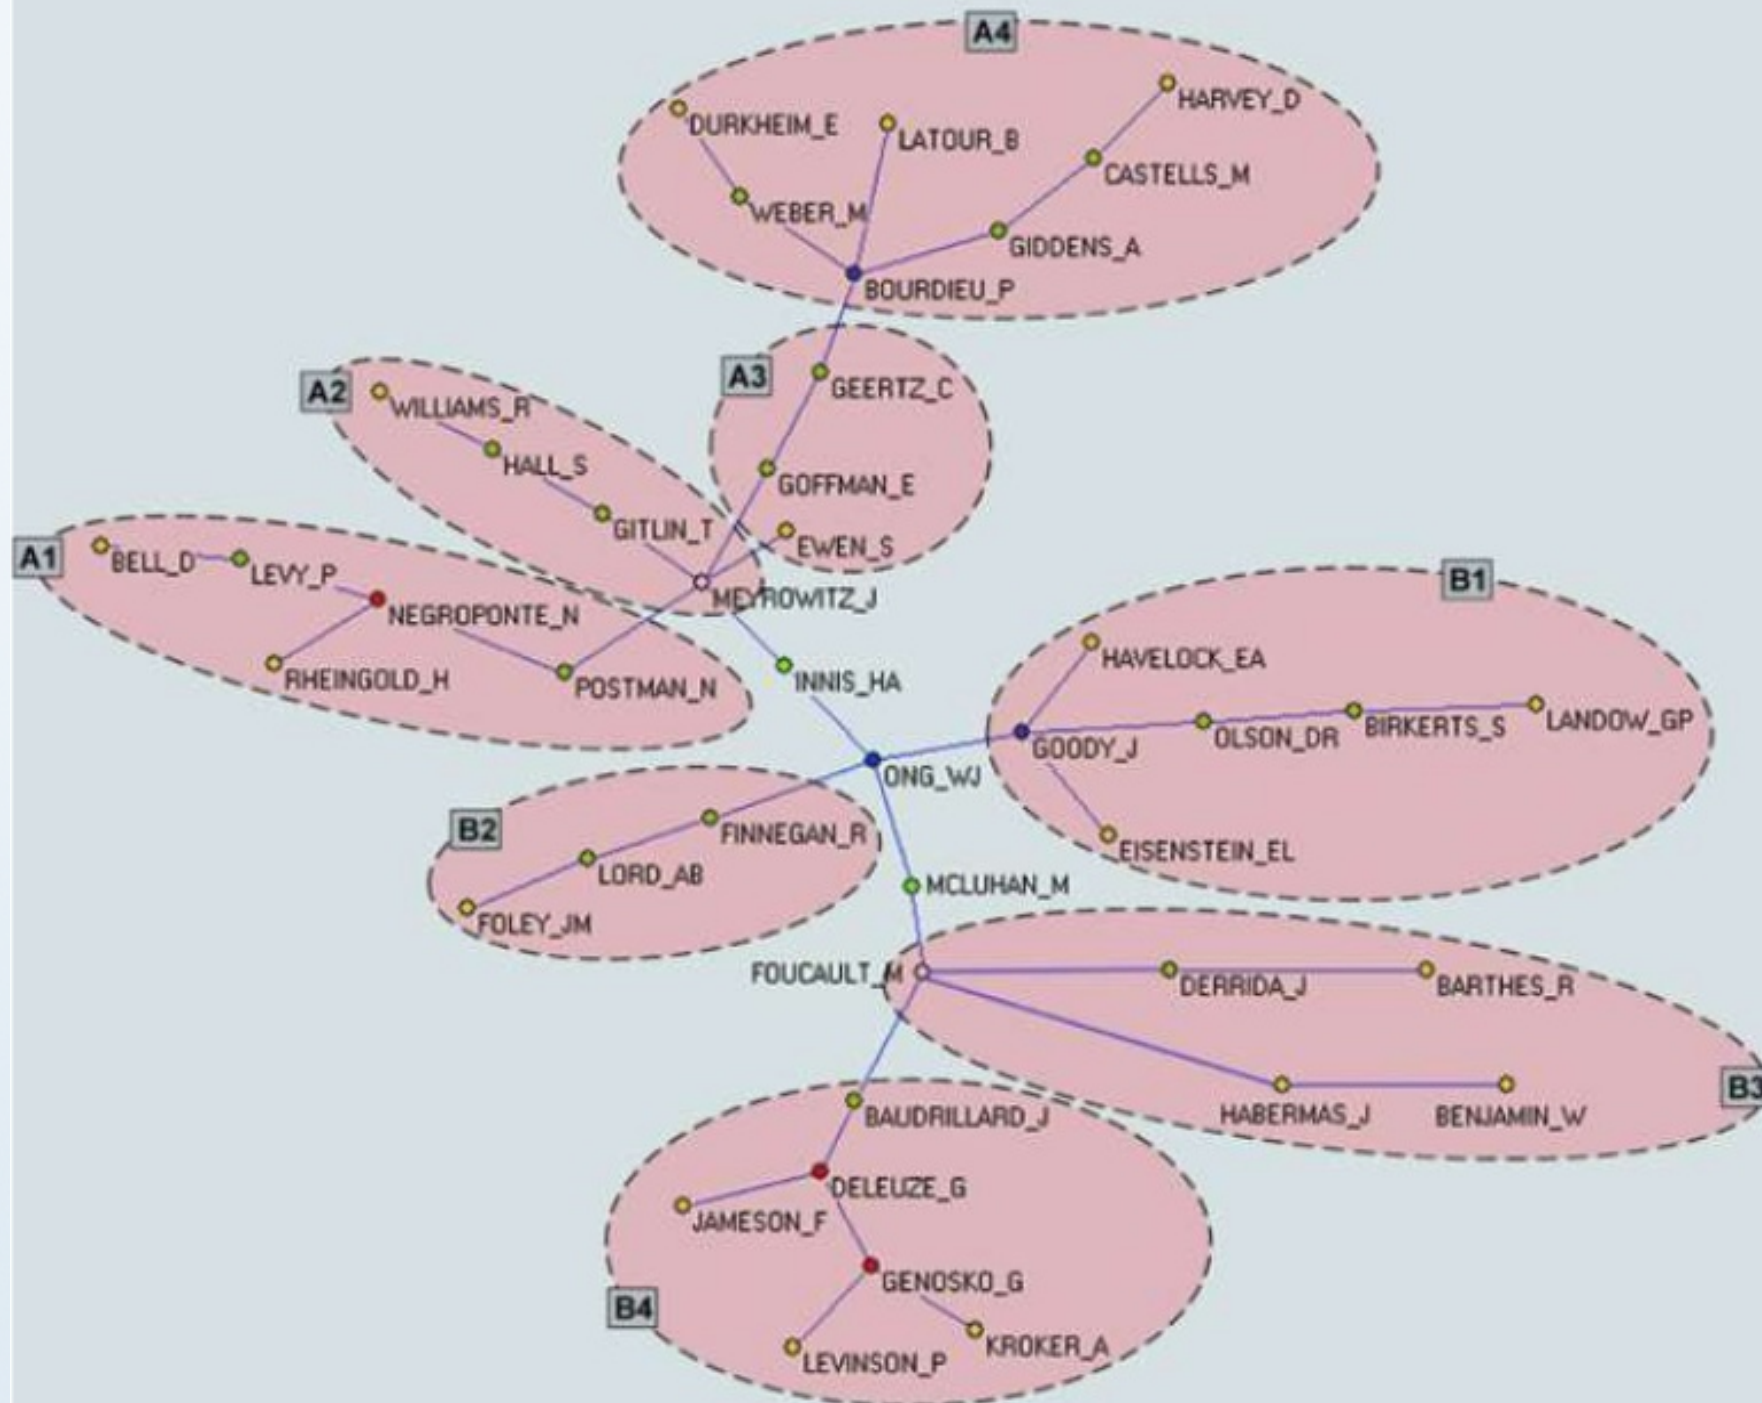 A4
HARVEY_D
DURKHEIM_E
LATOUR_B
CASTELLS_M
WEBER_M
GIDDENS_A
BOURDIEU_P
A3
GEERTZ_C
A2
WILLIAMS_R
HALL_S
GOFFMAN_E
GITLIN_T
EWEN_S
A1
BELL_D
LEVY_P
MEYROWITZ_J
NEGROPONTE_N
RHEINGOLD_H
POSTMAN_N
INNIS_HA
B1
HAVELOCK_EA
LANDOW_GP
BIRKERTS_S
OLSON_DR
GOODY_J
ONG_WJ
B2
FINNEGAN_R
EISENSTEIN_EL
LORD_AB
MCLUHAN_M
FOLEY_JM
FOUCAULT_M
DERRIDA_J
BARTHES_R
B3
HABERMAS_J
BENJAMIN_W
BAUDRILLARD_J
DELEUZE_G
JAMESON_F
GENOSKO_G
B4
KROKER_A
LEVINSON_P